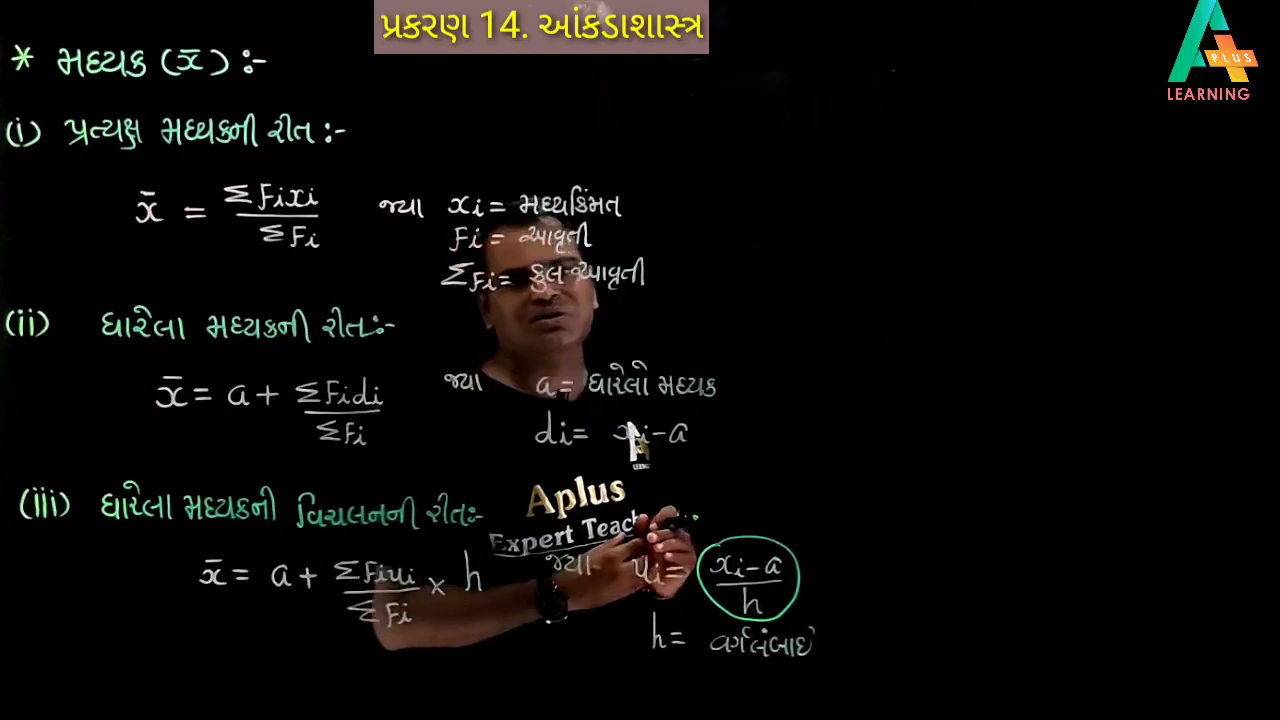 પ્રકરણ 14. આંકડાશાસ્ત્ર
A PLUS
LEARNING
* મધ્યક (x̄) :-
(i) પ્રત્યક્ષ મધ્યકની રીત :-
x̄ = Σfixi / Σfi જ્યા xi = મધ્યકિંમત
fi = આવૃતી
Σfi = કુલ આવૃતી
(ii) ધારેલા મધ્યકની રીત:-
x̄ = a + Σfidi / Σfi જ્યા a = ધારેલો મધ્યક
di = xi - a
(iii) ધારેલા મધ્યકની વિચલનની રીત:-
Aplus
Expert
x̄ = a + Σfiui / Σfi × h જ્યા ui = xi - a / h
h = વર્ગલંબાઈ